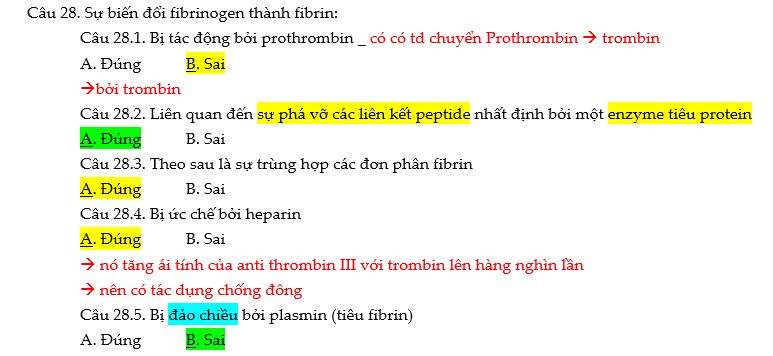 Câu 28. Sự biến đổi fibrinogen thành fibrin:
Câu 28.1. Bị tác động bởi prothrombin _ có có td chuyển Prothrombin → trombin
A. Đúng B. Sai
→bởi trombin
Câu 28.2. Liên quan đến sự phá vỡ các liên kết peptide nhất định bởi một enzyme tiêu protein
A. Đúng B. Sai
Câu 28.3. Theo sau là sự trùng hợp các đơn phân fibrin
A. Đúng B. Sai
Câu 28.4. Bị ức chế bởi heparin
A. Đúng B. Sai
→ nó tăng ái tính của anti thrombin III với trombin lên hàng nghìn lần
→ nên có tác dụng chống đông
Câu 28.5. Bị đảo chiều bởi plasmin (tiêu fibrin)
A. Đúng B. Sai